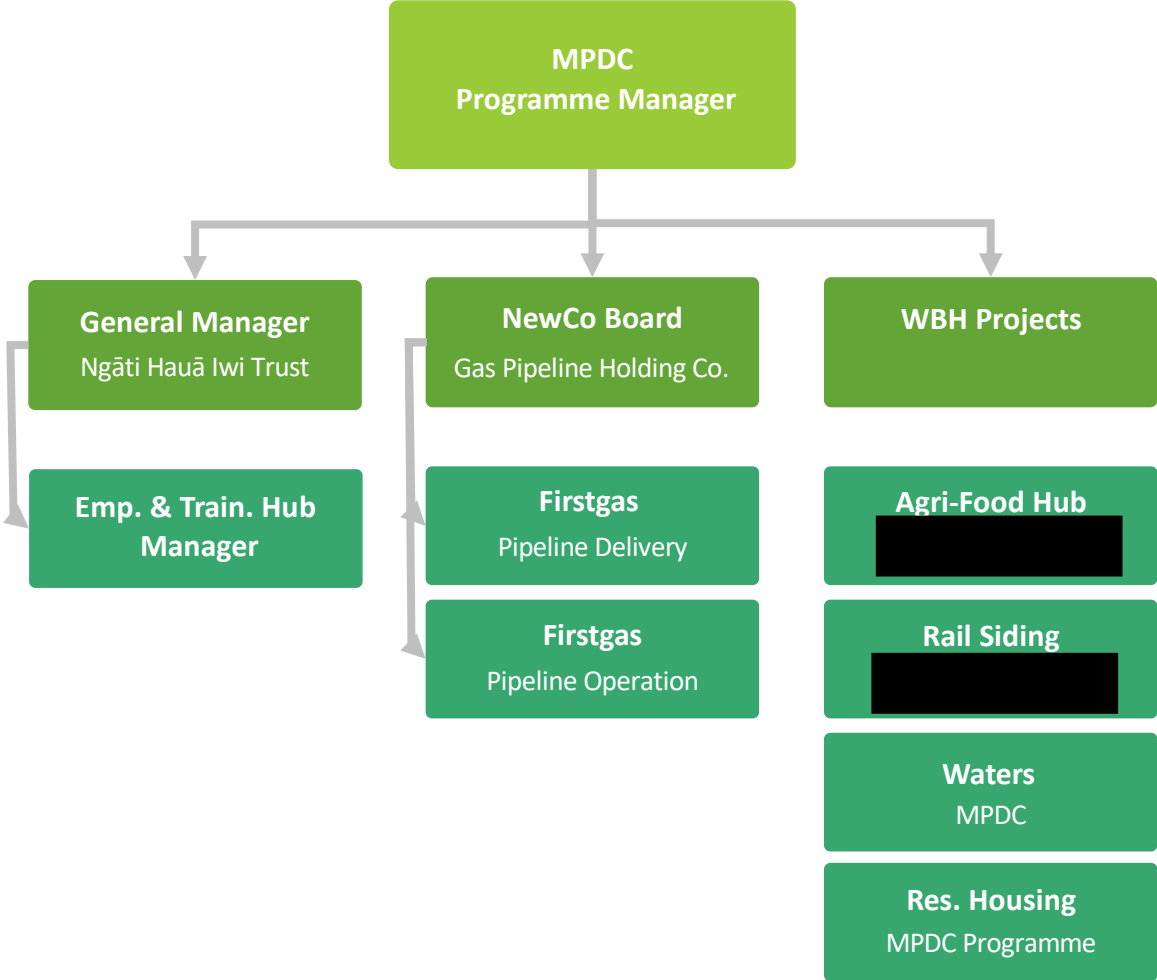 MPDC
Programme Manager
General Manager
Ngāti Hauā Iwi Trust
NewCo Board
Gas Pipeline Holding Co.
WBH Projects
Emp. & Train. Hub
Manager
Firstgas
Pipeline Delivery
Firstgas
Pipeline Operation
Agri-Food Hub
Rail Siding
Waters
MPDC
Res. Housing
MPDC Programme